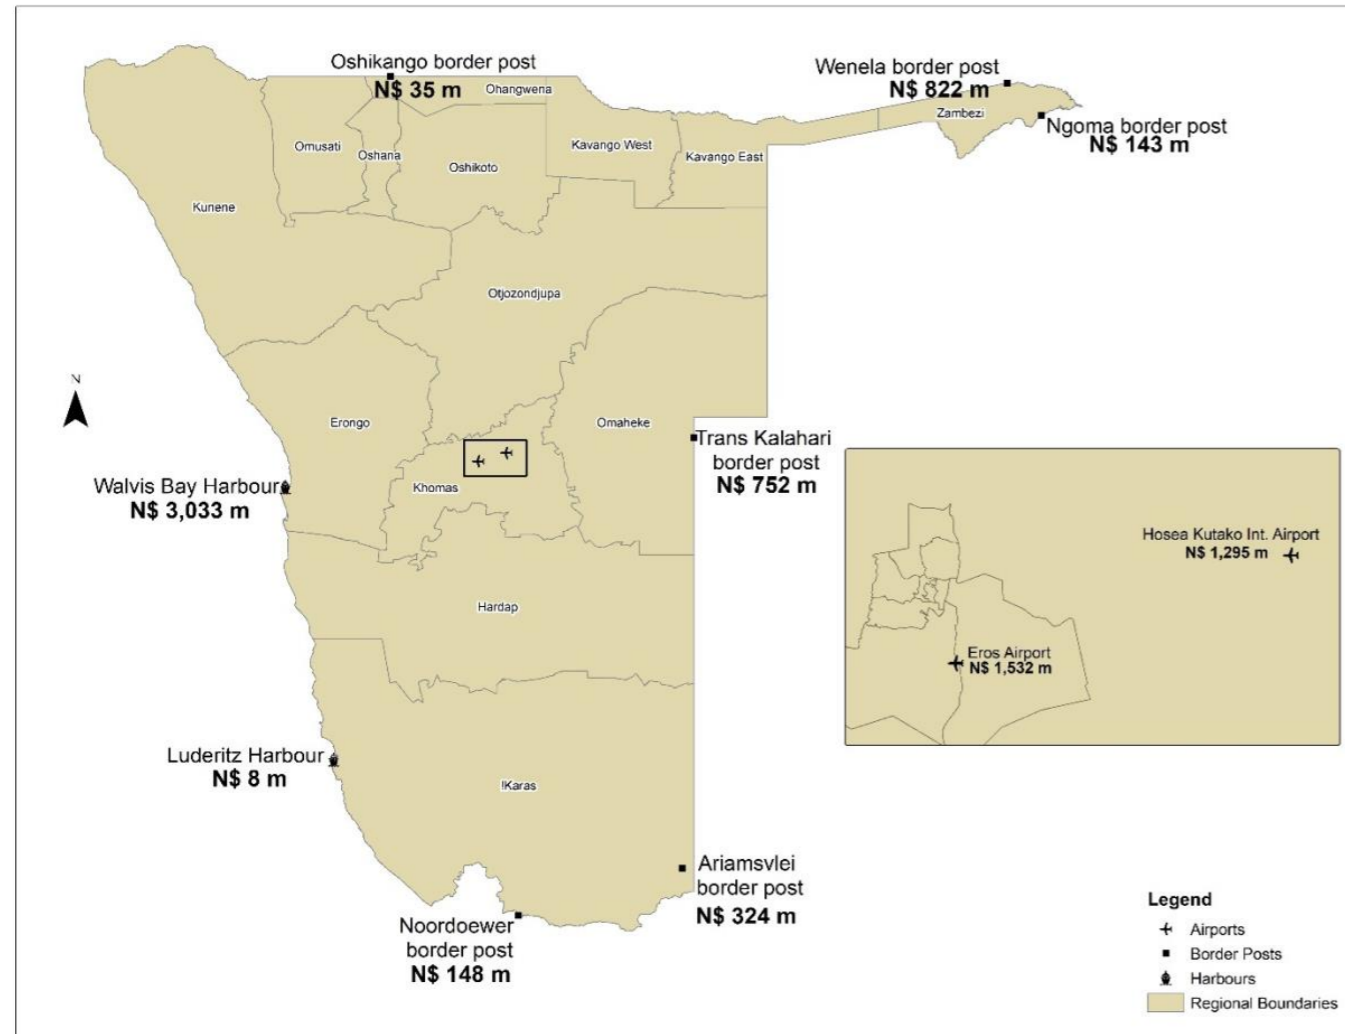 Oshikango border post
N$ 35 m
Ohangwena
Wenela border post
N$ 822 m
Zambezi
Ngoma border post
N$ 143 m
Omusati
Oshana
Oshikoto
Kavango West
Kavango East
Kunene
Otjozondjupa
N
Erongo
Omaheke
Trans Kalahari
border post
N$ 752 m
Khomas
Walvis Bay Harbour
N$ 3,033 m
Hosea Kutako Int. Airport
N$ 1,295 m
Eros Airport
N$ 1,532 m
Hardap
Luderitz Harbour
N$ 8 m
!Karas
Ariamsvlei
border post
N$ 324 m
Noordoewer
border post
N$ 148 m
Legend
Airports
Border Posts
Harbours
Regional Boundaries